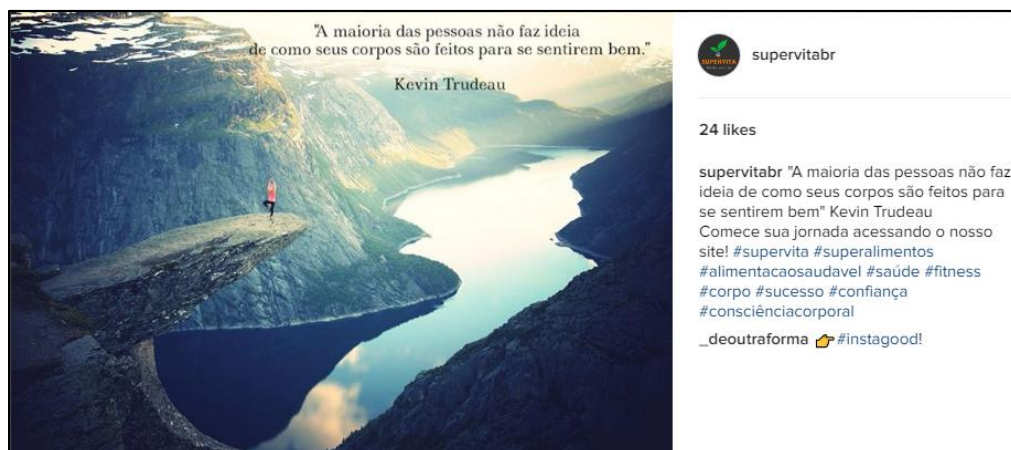 "A maioria das pessoas não faz ideia
de como seus corpos são feitos para se sentirem bem."
Kevin Trudeau
SUPERVITA
supervitabr
24 likes
supervitabr "A maioria das pessoas não faz
ideia de como seus corpos são feitos para
se sentirem bem" Kevin Trudeau
Comece sua jornada acessando o nosso
site! #supervita #superalimentos
#alimentacaosaudavel #saúde #fitness
#corpo #sucesso #confiança
#consciênciacorporal
_deoutraforma 👉#instagood!